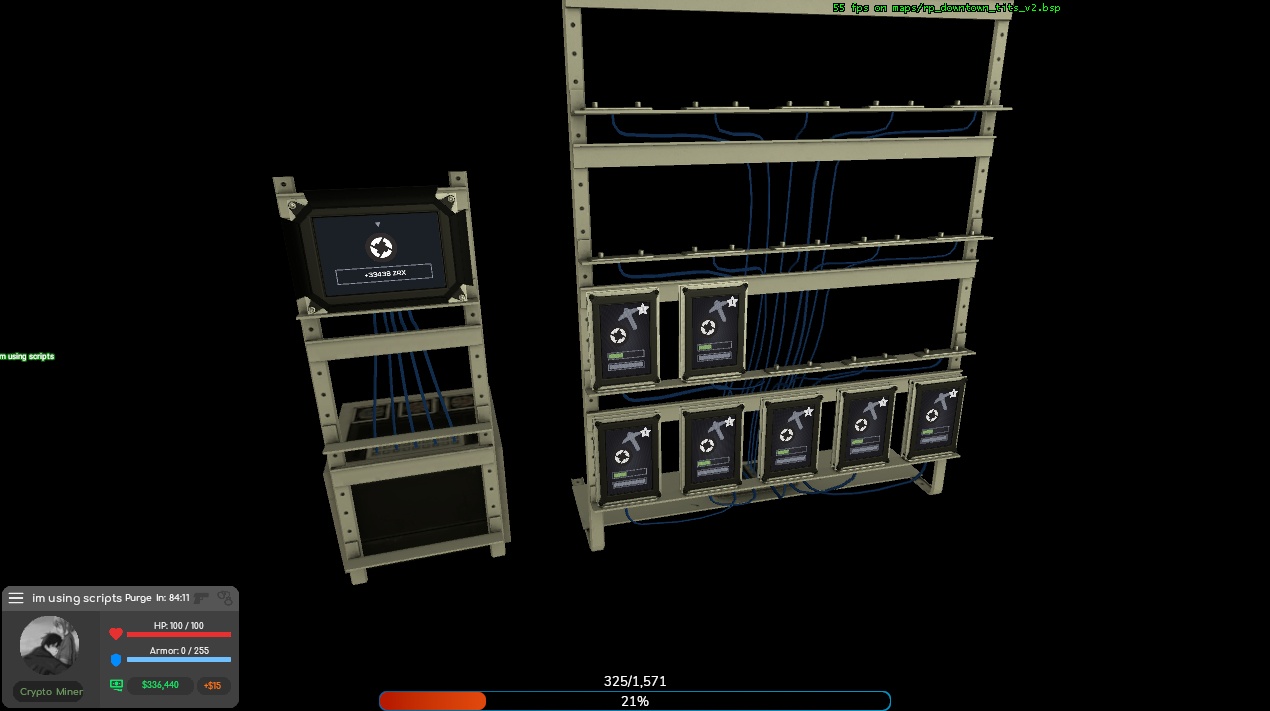 55 fps on maps/rp_downtown_tits_v2.bsp
+33438 ZRX
m using scripts
im using scripts
Purge In: 84:11
HP: 100 / 100
Armor: 0 / 255
$336,440
+$15
Crypto Miner
325/1,571
21%